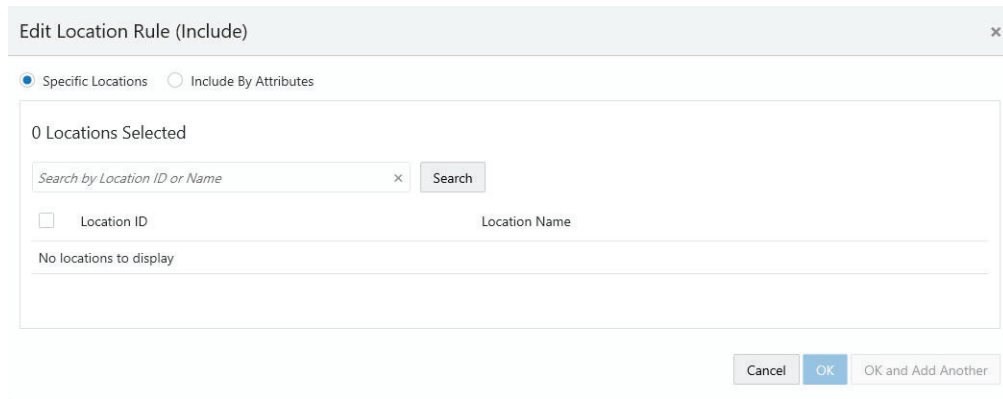 Edit Location Rule (Include)
×
Specific Locations Include By Attributes
0 Locations Selected
Search by Location ID or Name × Search
Location ID Location Name
No locations to display
Cancel OK OK and Add Another